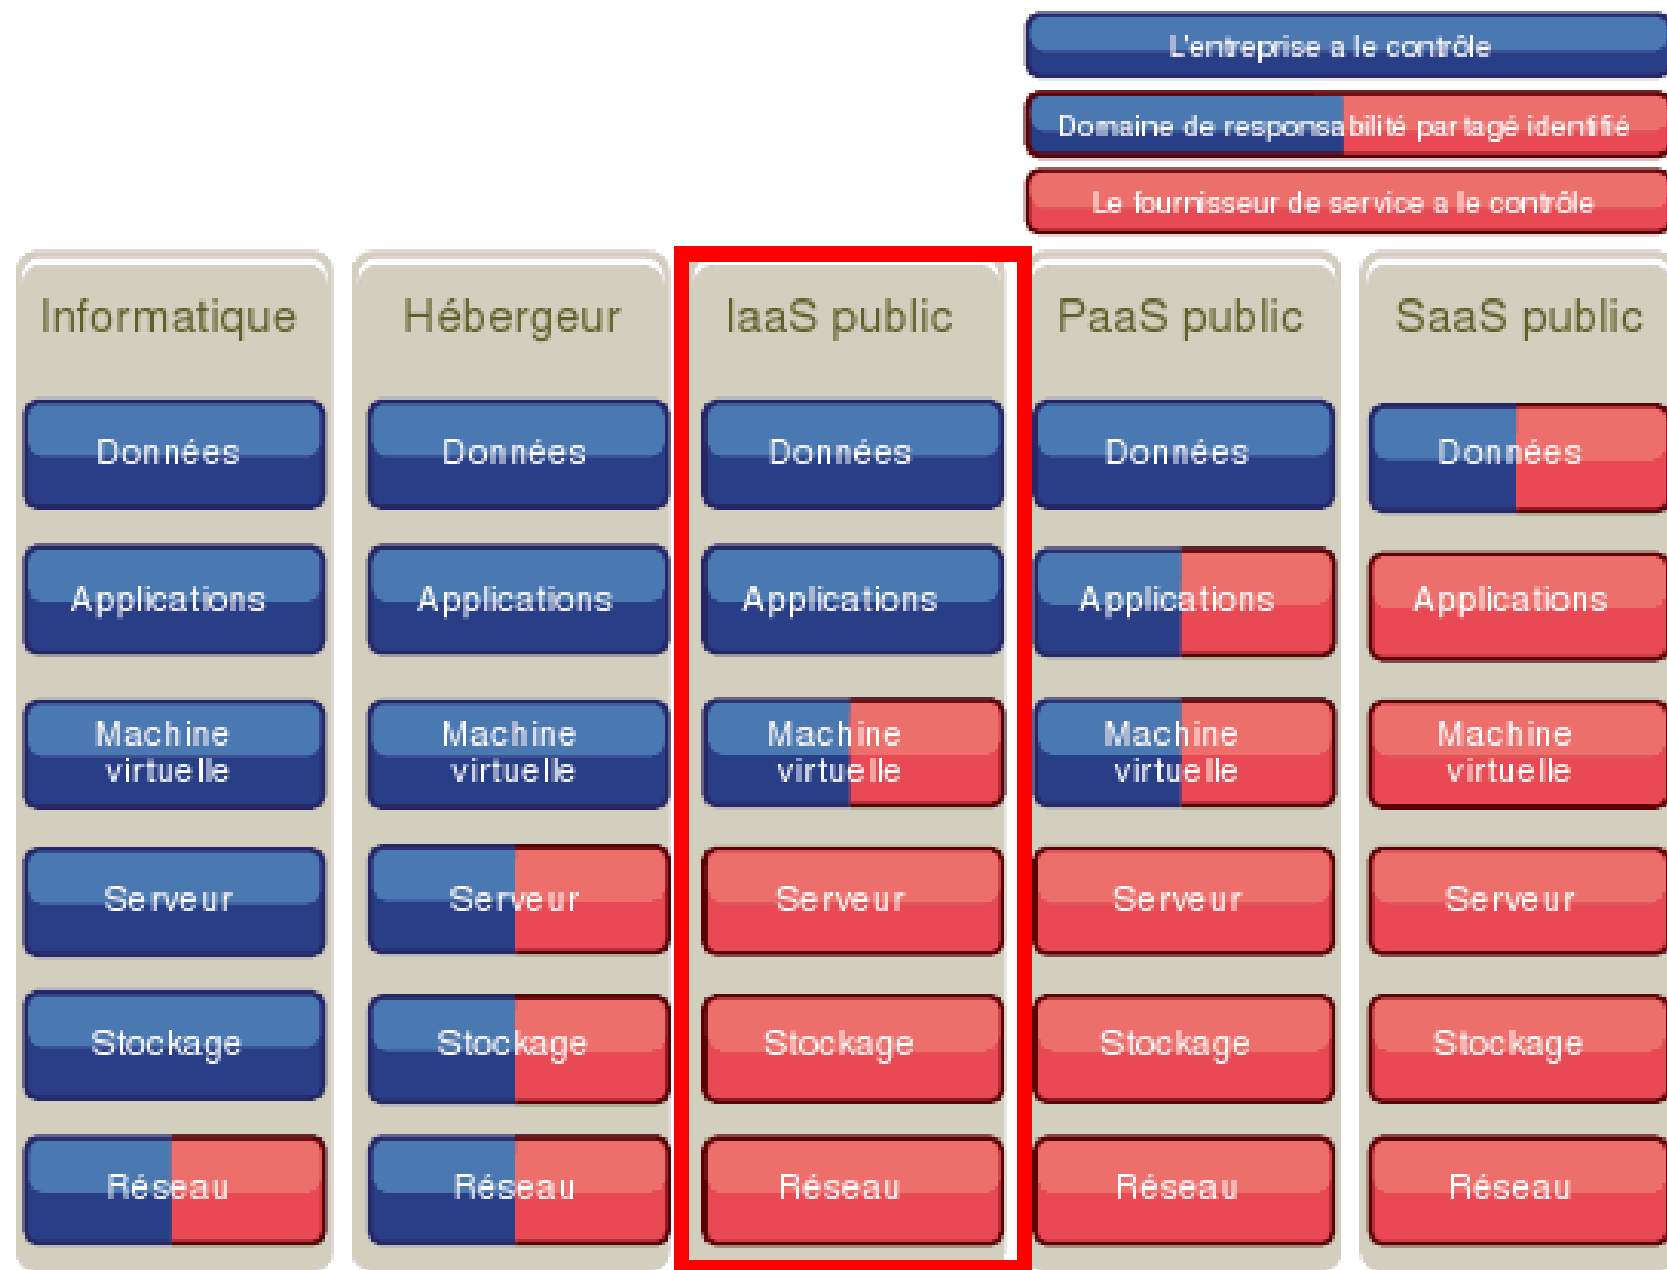 L'entreprise a le contrôle
Domaine de responsabilité partagé identifié
Le fournisseur de service a le contrôle
Informatique
Données
Applications
Machine
virtuelle
Serveur
Stockage
Réseau
Hébergeur
Données
Applications
Machine
virtuelle
Serveur
Stockage
Réseau
IaaS public
Données
Applications
Machine
virtuelle
Serveur
Stockage
Réseau
PaaS public
Données
Applications
Machine
virtuelle
Serveur
Stockage
Réseau
SaaS public
Données
Applications
Machine
virtuelle
Serveur
Stockage
Réseau